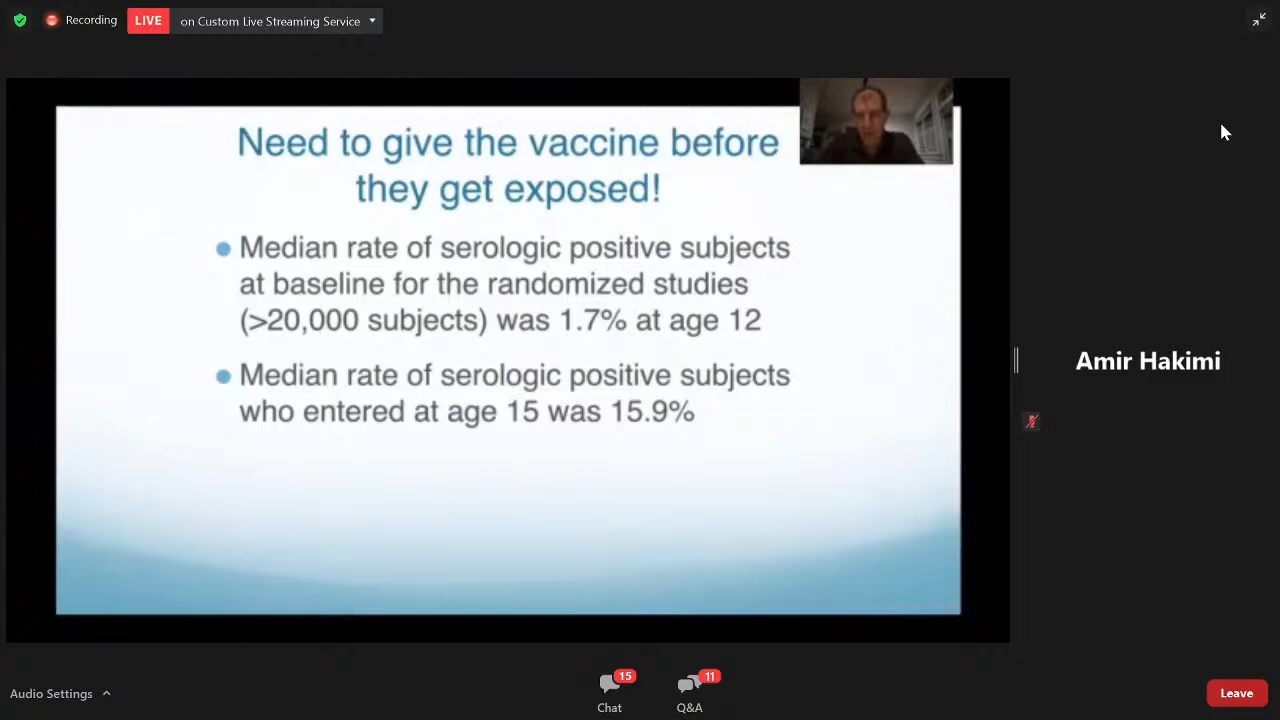 Recording
LIVE
on Custom Live Streaming Service
Need to give the vaccine before
they get exposed!
Median rate of serologic positive subjects
at baseline for the randomized studies
(>20,000 subjects) was 1.7% at age 12
Median rate of serologic positive subjects
who entered at age 15 was 15.9%
Amir Hakimi
Audio Settings
15
Chat
11
Q&A
Leave